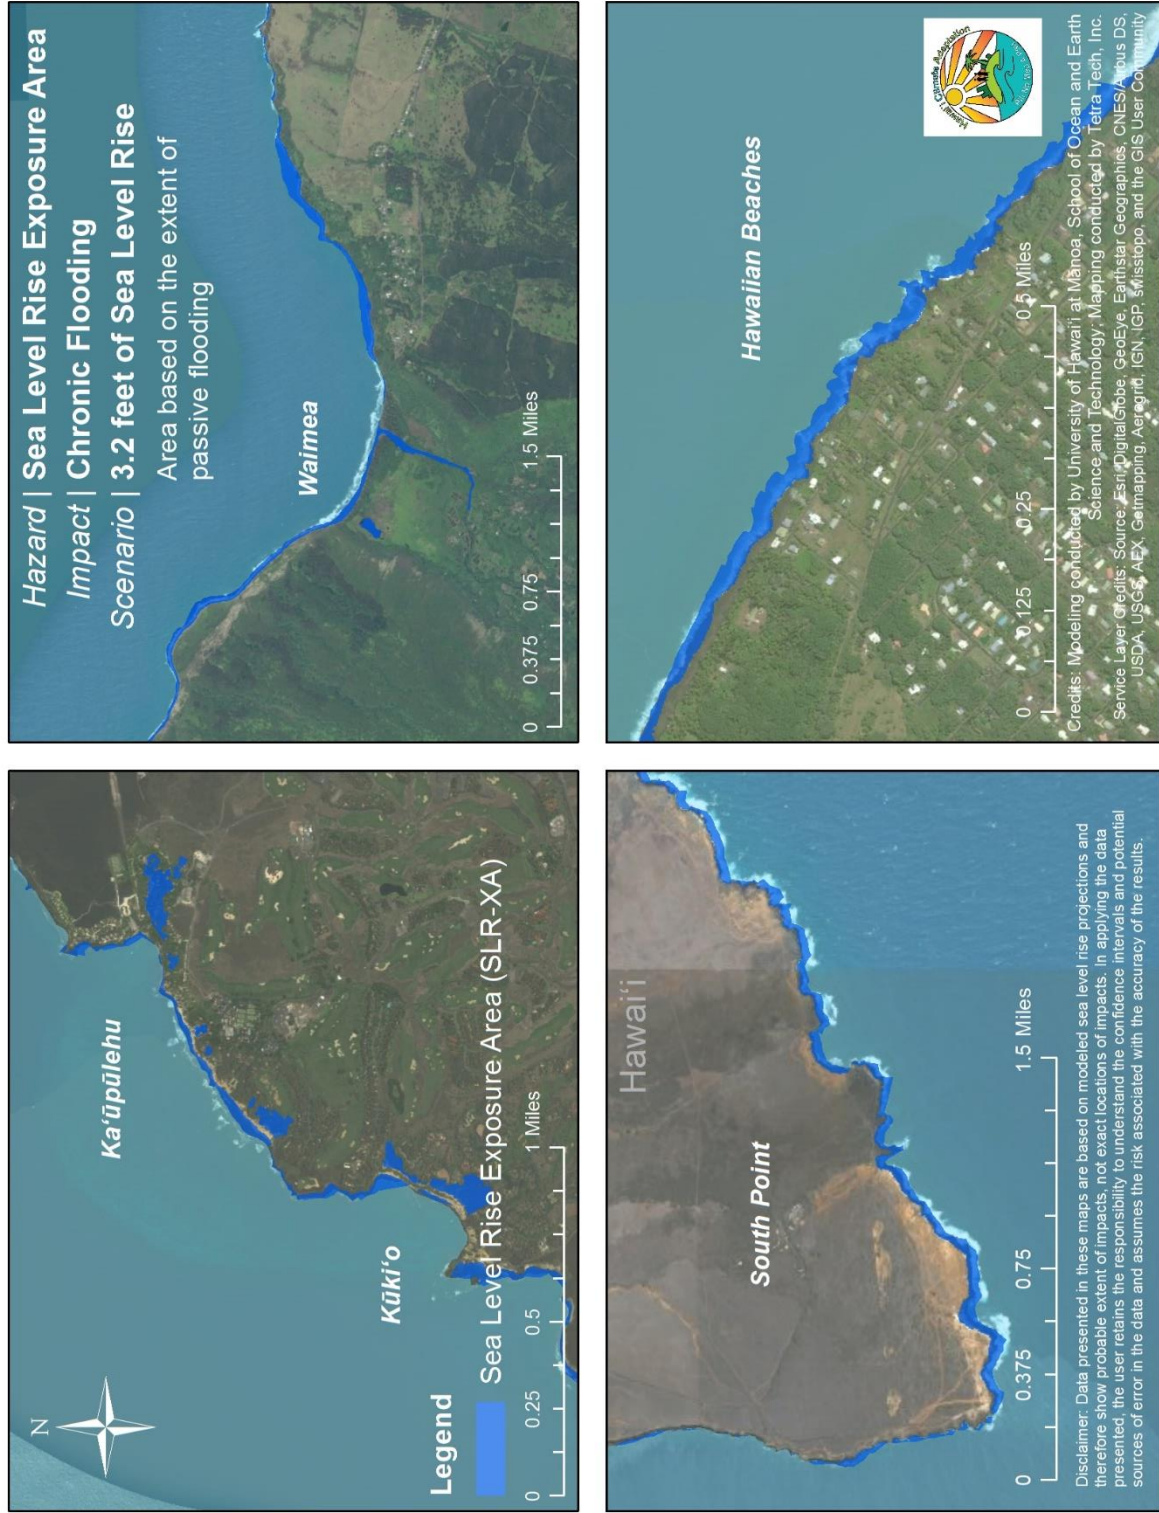 N
Kaʻūpūlehu
Kūkiʻo
Legend
Sea Level Rise Exposure Area (SLR-XA)
0 0.25 0.5 1 Miles
Hazard | Sea Level Rise Exposure Area
Impact | Chronic Flooding
Scenario | 3.2 feet of Sea Level Rise
Area based on the extent of
passive flooding
Waimea
0 0.375 0.75 1.5 Miles
Hawaiʻi
South Point
0 0.375 0.75 1.5 Miles
Disclaimer: Data presented in these maps are based on modeled sea level rise projections and
therefore show probable extent of impacts, not exact locations of impacts. In applying the data
presented, the user retains the responsibility to understand the confidence intervals and potential
sources of error in the data and assumes the risk associated with the accuracy of the results.
Hawaiian Beaches
Hawaiʻi Climate Adaptation
0 0.125 0.25 0.5 Miles
Credits: Modeling conducted by University of Hawaiʻi at Mānoa, School of Ocean and Earth
Science and Technology; Mapping conducted by Tetra Tech, Inc.
Service Layer Credits: Source: Esri, DigitalGlobe, GeoEye, Earthstar Geographics, CNES/Airbus DS,
USDA, USGS, AEX, Getmapping, Aerogrid, IGN, IGP, swisstopo, and the GIS User Community